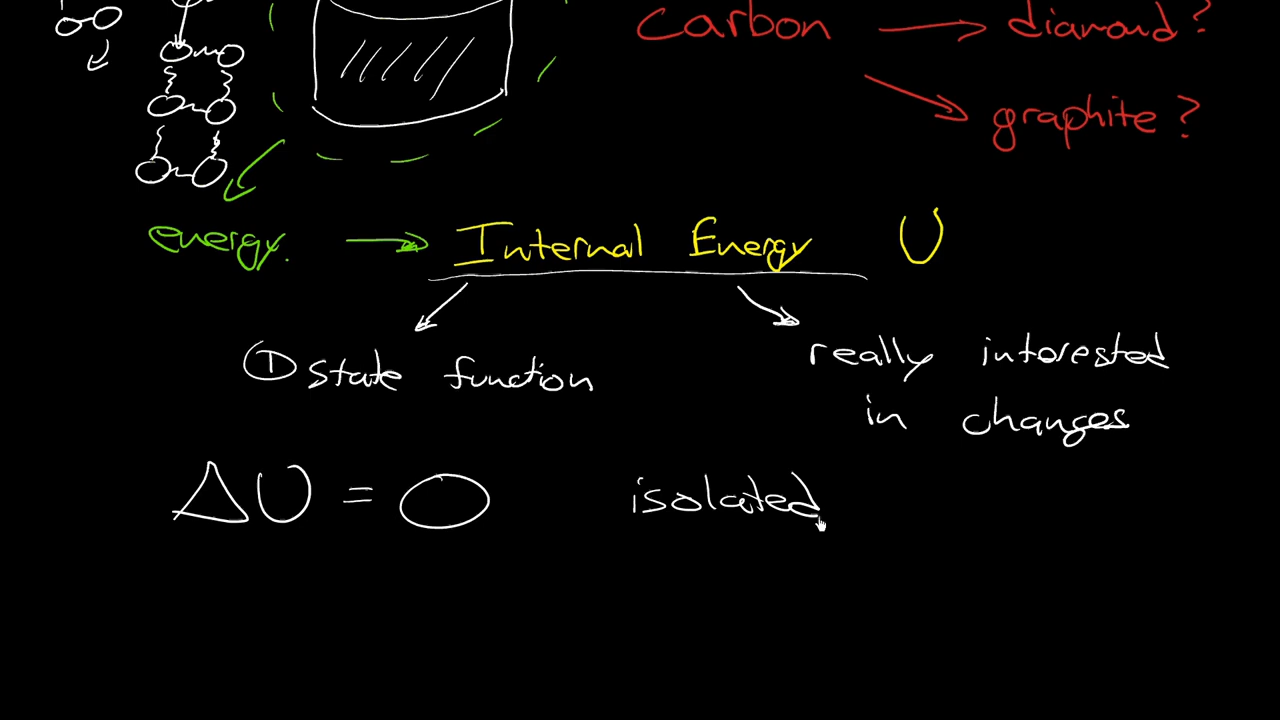 Carbon → diamond?
graphite?
energy. → Internal Energy U
① state function
really interested
in changes
ΔU = 0 isolated